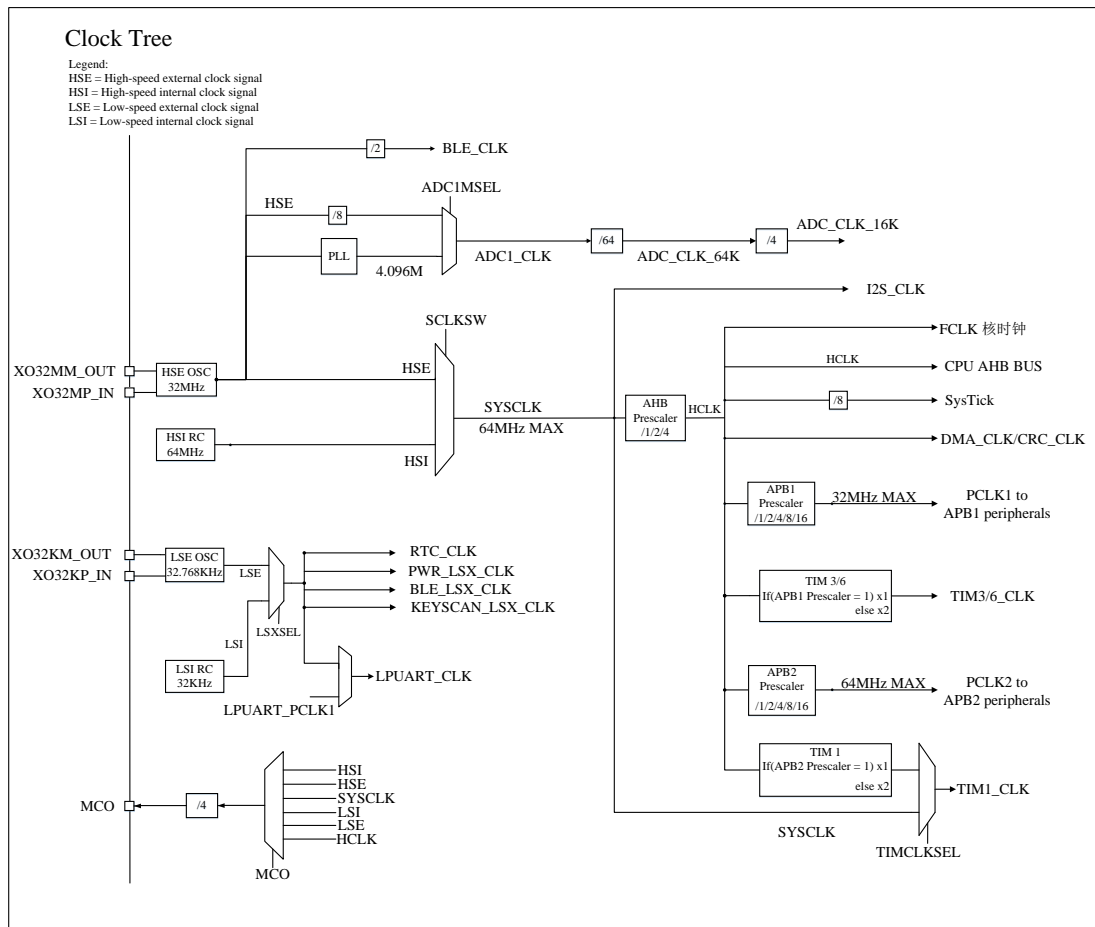 Clock Tree
Legend:
HSE = High-speed external clock signal
HSI = High-speed internal clock signal
LSE = Low-speed external clock signal
LSI = Low-speed internal clock signal
/2
BLE_CLK
ADC1MSEL
HSE
/8
PLL
4.096M
ADC1_CLK
/64
ADC_CLK_64K
/4
ADC_CLK_16K
I2S_CLK
SCLKSW
XO32MM_OUT
XO32MP_IN
HSE OSC
32MHz
HSE
HSI RC
64MHz
HSI
SYSCLK
64MHz MAX
AHB
Prescaler
/1/2/4
HCLK
FCLK 核时钟
HCLK
CPU AHB BUS
/8
SysTick
DMA_CLK/CRC_CLK
APB1
Prescaler
/1/2/4/8/16
32MHz MAX
PCLK1 to
APB1 peripherals
XO32KM_OUT
XO32KP_IN
LSE OSC
32.768KHz
LSE
LSXSEL
LSI
LSI RC
32KHz
RTC_CLK
PWR_LSX_CLK
BLE_LSX_CLK
KEYSCAN_LSX_CLK
LPUART_CLK
LPUART_PCLK1
TIM 3/6
If(APB1 Prescaler = 1) x1
else x2
TIM3/6_CLK
APB2
Prescaler
/1/2/4/8/16
64MHz MAX
PCLK2 to
APB2 peripherals
TIM 1
If(APB2 Prescaler = 1) x1
else x2
TIM1_CLK
SYSCLK
TIMCLKSEL
MCO
/4
HSI
HSE
SYSCLK
LSI
LSE
HCLK
MCO